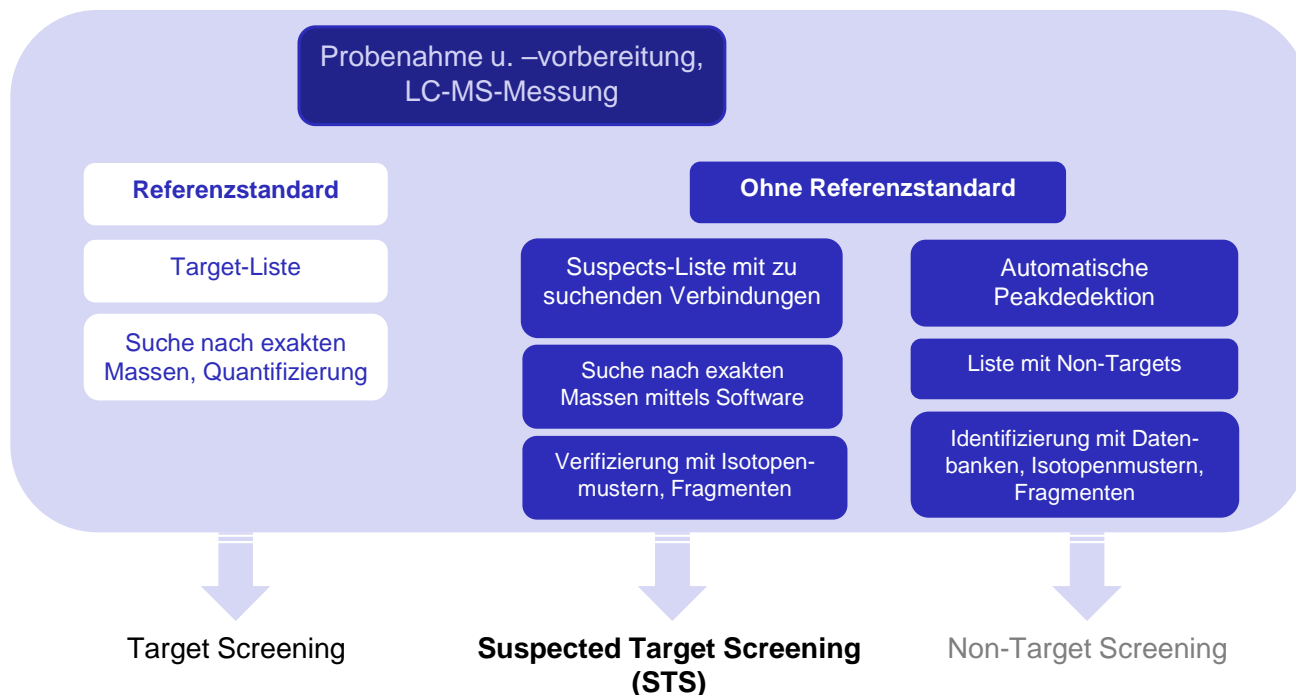 Probenahme u. –vorbereitung,
LC-MS-Messung
Referenzstandard
Target-Liste
Suche nach exakten
Massen, Quantifizierung
Ohne Referenzstandard
Suspects-Liste mit zu
suchenden Verbindungen
Suche nach exakten
Massen mittels Software
Verifizierung mit Isotopen-
mustern, Fragmenten
Automatische
Peakdedektion
Liste mit Non-Targets
Identifizierung mit Daten-
banken, Isotopenmustern,
Fragmenten
Target Screening
Suspected Target Screening
(STS)
Non-Target Screening